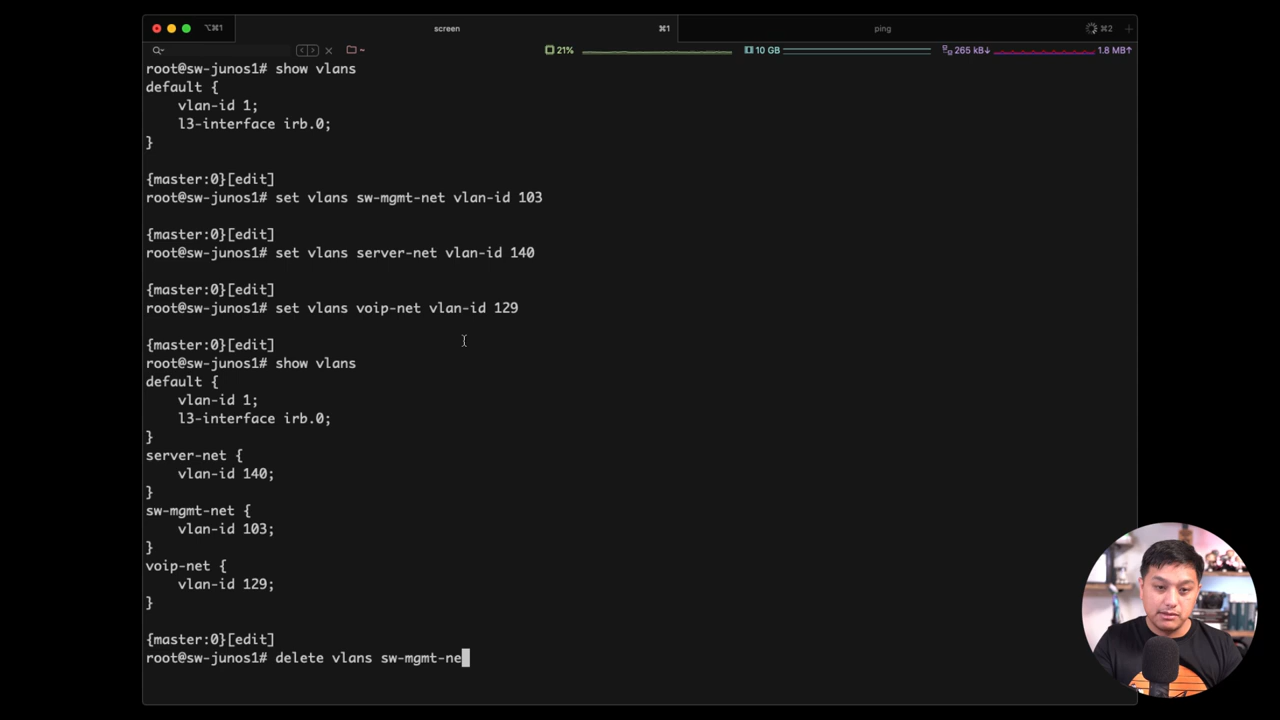 ⌥⌘1
screen
⌘1
ping
⌘2
21%
10 GB
265 kB↓
1.8 MB↑
root@sw-junos1# show vlans
default {
    vlan-id 1;
    l3-interface irb.0;
}
{master:0}[edit]
root@sw-junos1# set vlans sw-mgmt-net vlan-id 103
{master:0}[edit]
root@sw-junos1# set vlans server-net vlan-id 140
{master:0}[edit]
root@sw-junos1# set vlans voip-net vlan-id 129
{master:0}[edit]
root@sw-junos1# show vlans
default {
    vlan-id 1;
    l3-interface irb.0;
}
server-net {
    vlan-id 140;
}
sw-mgmt-net {
    vlan-id 103;
}
voip-net {
    vlan-id 129;
}
{master:0}[edit]
root@sw-junos1# delete vlans sw-mgmt-ne